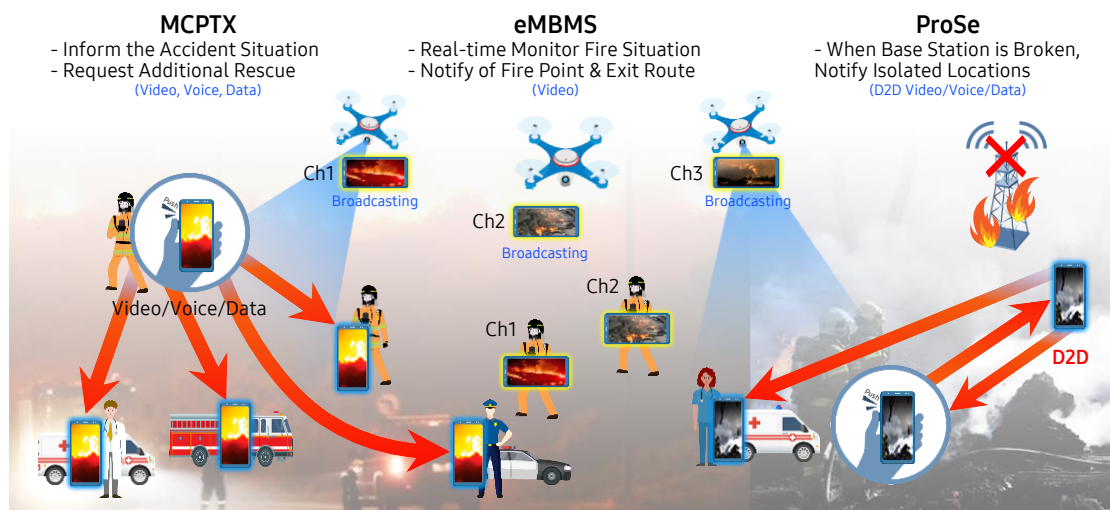 MCPTX
- Inform the Accident Situation
- Request Additional Rescue
(Video, Voice, Data)
eMBMS
- Real-time Monitor Fire Situation
- Notify of Fire Point & Exit Route
(Video)
ProSe
- When Base Station is Broken,
Notify Isolated Locations
(D2D Video/Voice/Data)
Ch1
Broadcasting
Ch2
Broadcasting
Ch3
Broadcasting
Push
Video/Voice/Data
Ch2
Ch1
D2D
Push